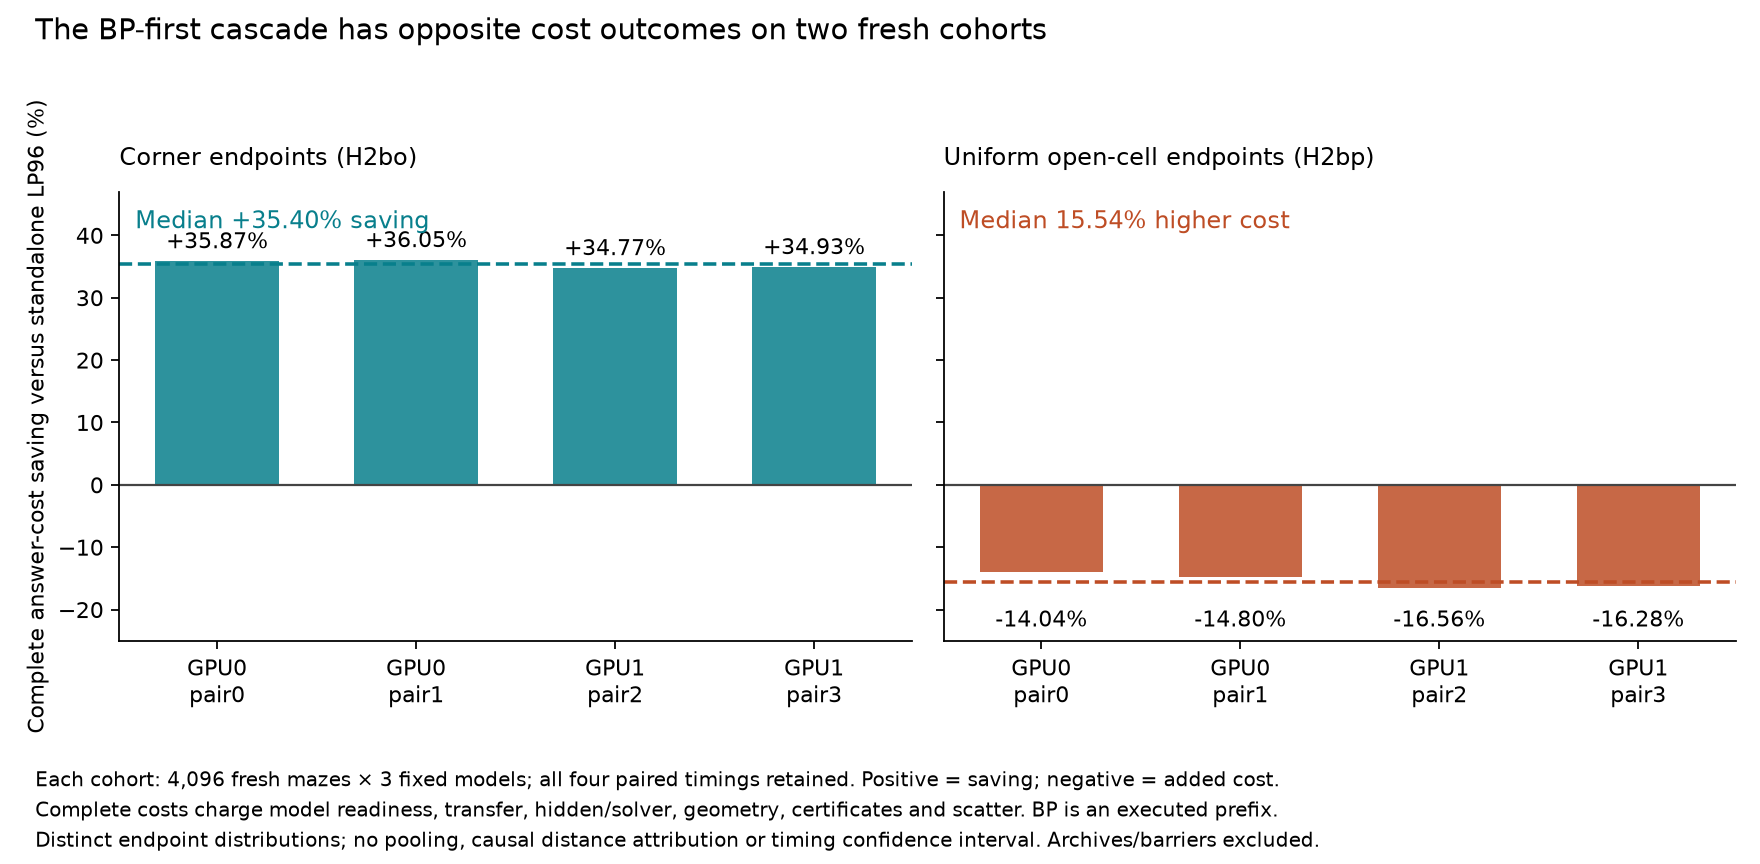 The BP-first cascade has opposite cost outcomes on two fresh cohorts
Complete answer-cost saving versus standalone LP96 (%)
Corner endpoints (H2bo)
Median +35.40% saving
+35.87%
+36.05%
+34.77%
+34.93%
40
30
20
10
0
−10
−20
GPU0
pair0
GPU0
pair1
GPU1
pair2
GPU1
pair3
Uniform open-cell endpoints (H2bp)
Median 15.54% higher cost
-14.04%
-14.80%
-16.56%
-16.28%
GPU0
pair0
GPU0
pair1
GPU1
pair2
GPU1
pair3
Each cohort: 4,096 fresh mazes × 3 fixed models; all four paired timings retained. Positive = saving; negative = added cost.
Complete costs charge model readiness, transfer, hidden/solver, geometry, certificates and scatter. BP is an executed prefix.
Distinct endpoint distributions; no pooling, causal distance attribution or timing confidence interval. Archives/barriers excluded.